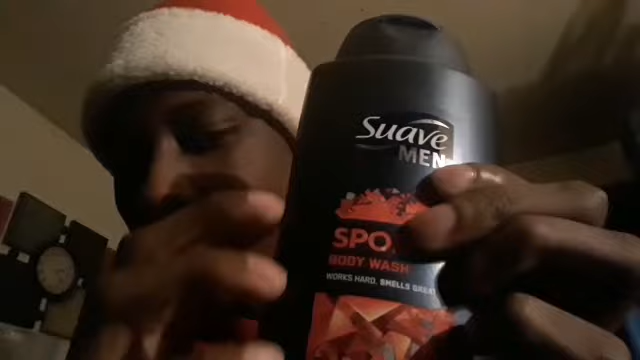 Suave
MEN
SPO
BODY WASH
WORKS HARD, SMELLS GREAT